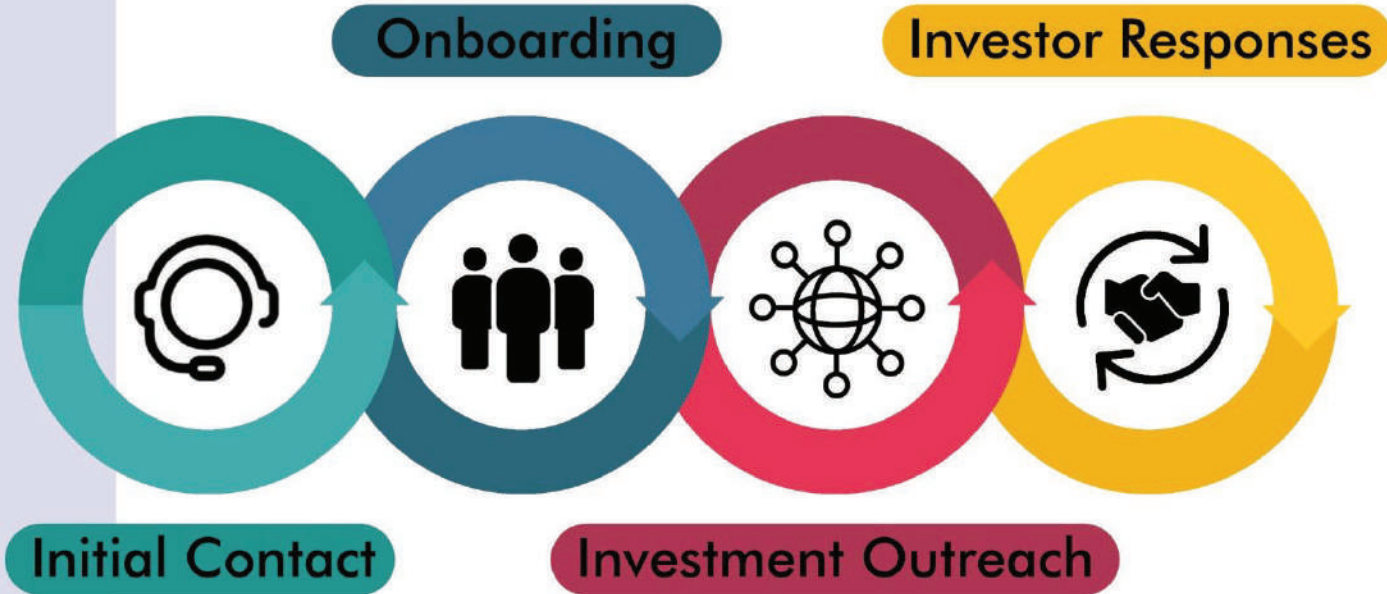 Onboarding
Investor Responses
Initial Contact
Investment Outreach